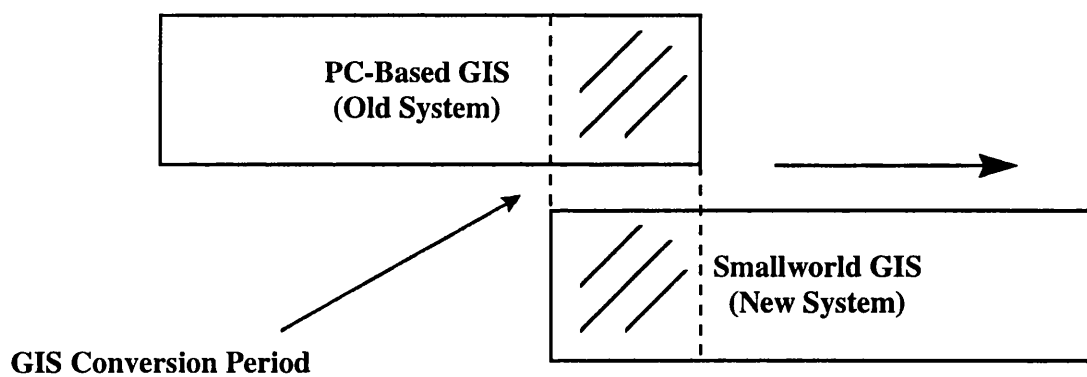 PC-Based GIS
(Old System)
Smallworld GIS
(New System)
GIS Conversion Period